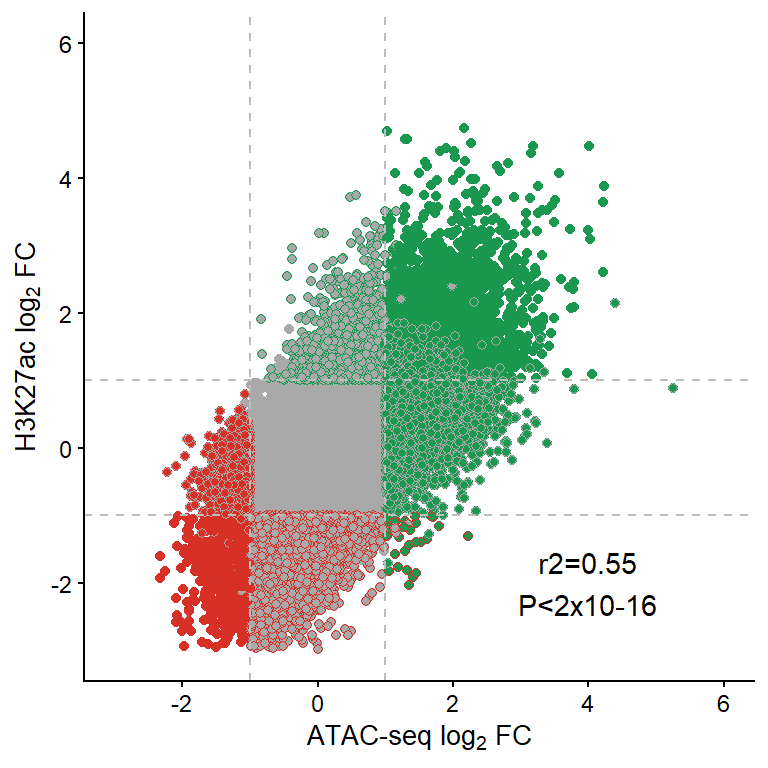 6
4
2
0
-2
H3K27ac log₂ FC
r2=0.55
P<2x10-16
-2 0 2 4 6
ATAC-seq log₂ FC